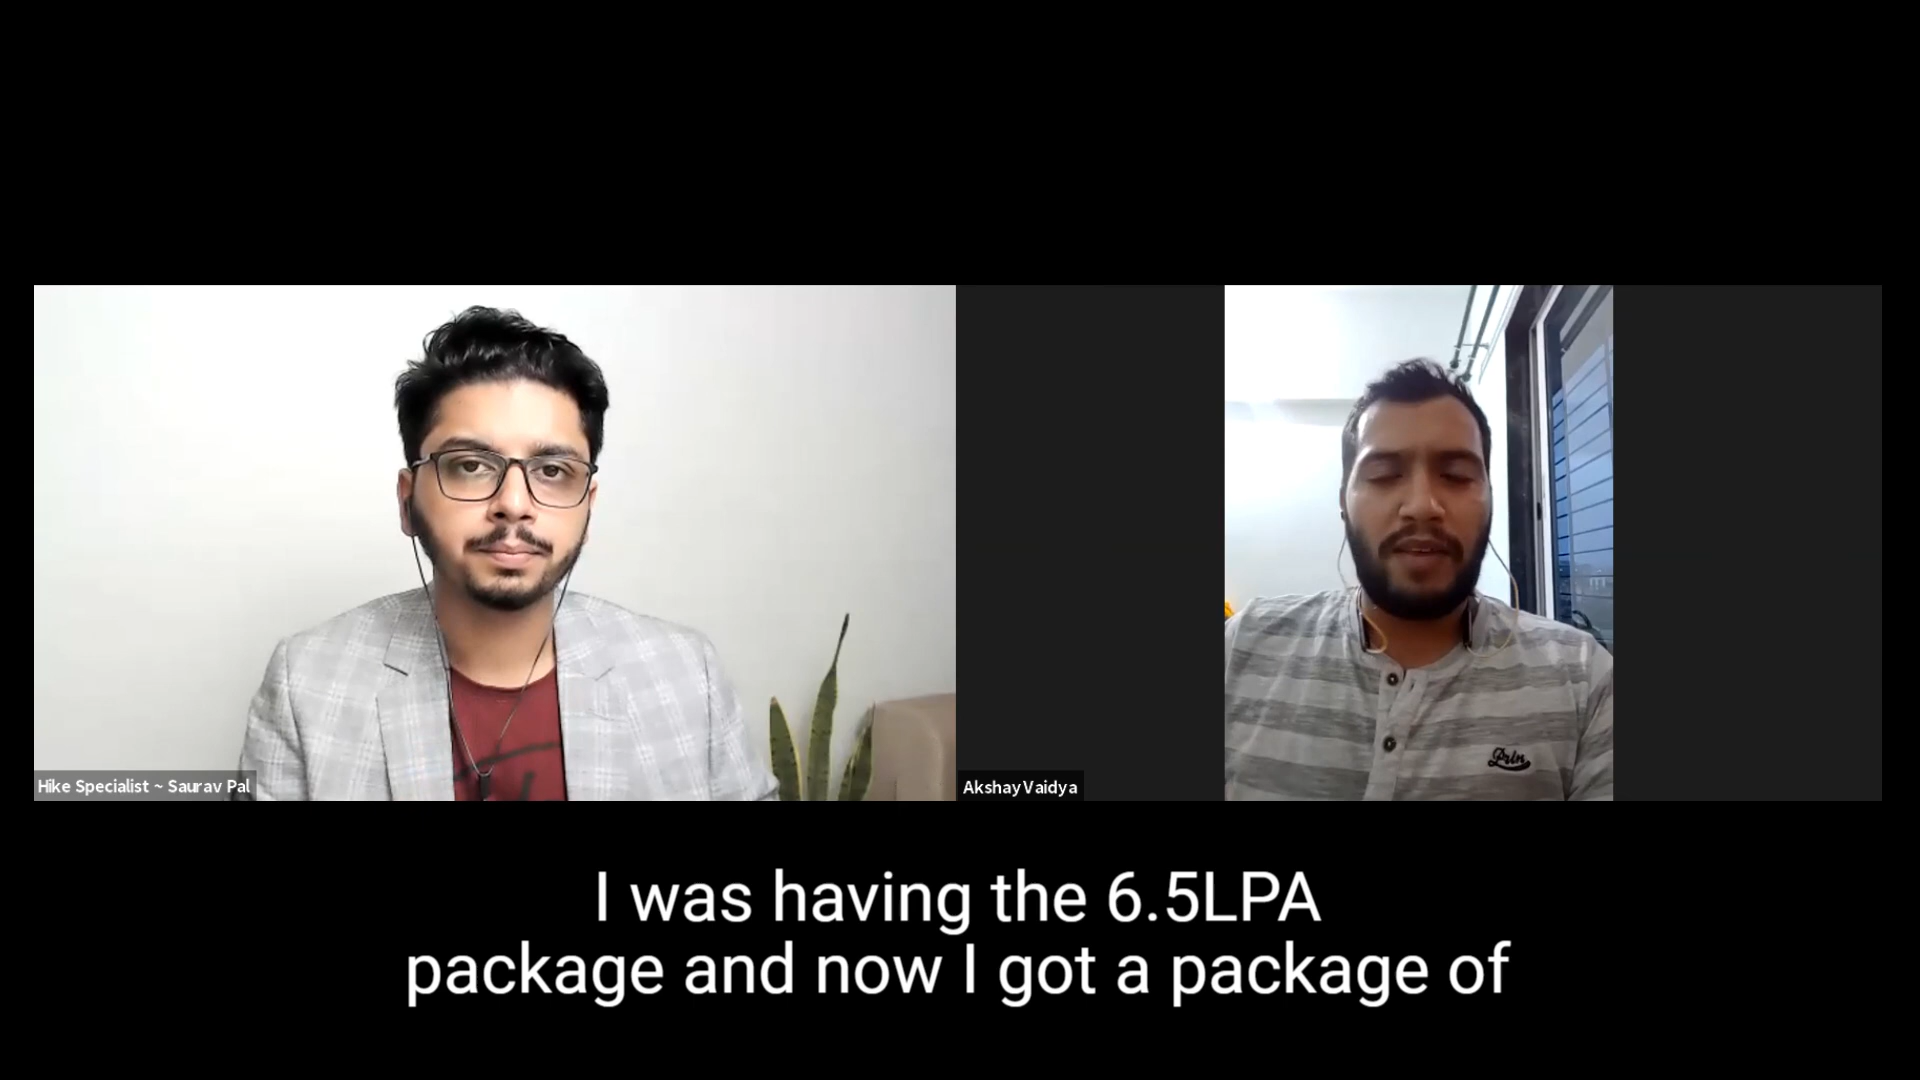 Hike Specialist ~ Saurav Pal
Akshay Vaidya
I was having the 6.5LPA
package and now I got a package of